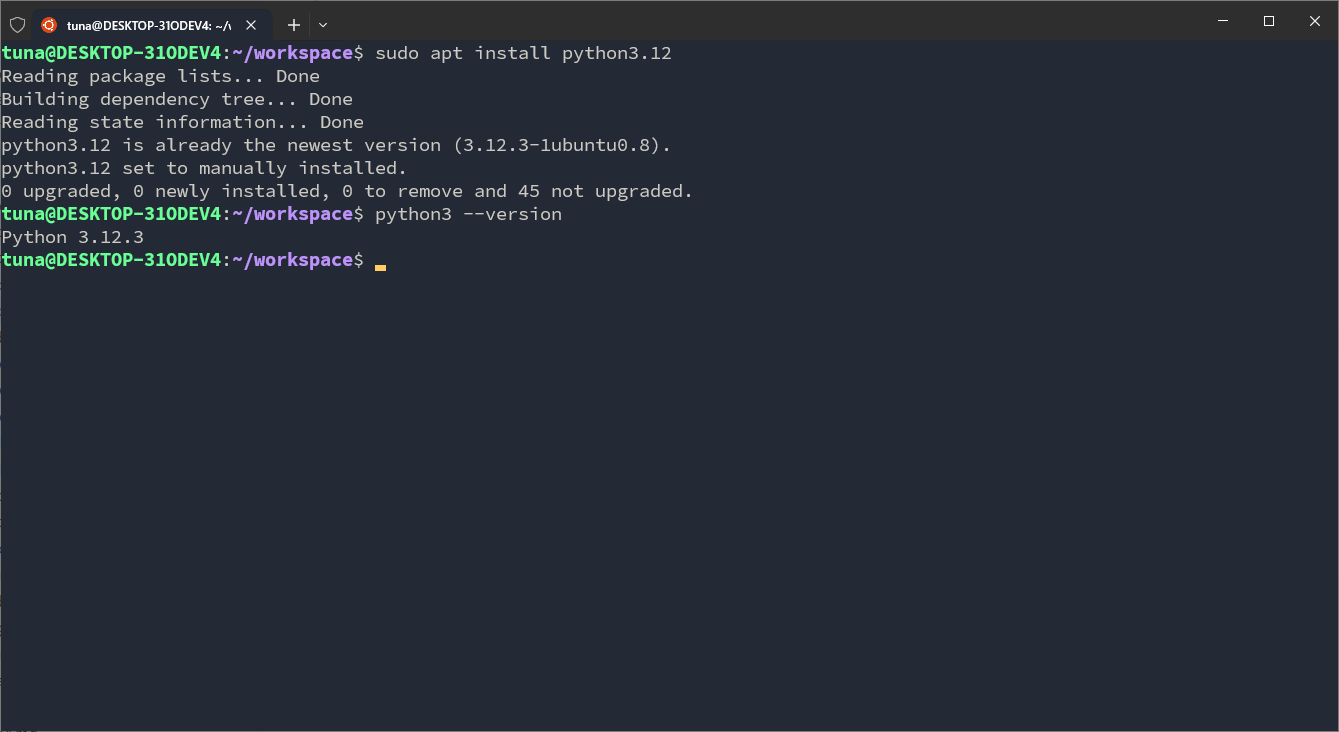 tuna@DESKTOP-31ODEV4: ~/v
tuna@DESKTOP-31ODEV4:~/workspace$ sudo apt install python3.12
Reading package lists... Done
Building dependency tree... Done
Reading state information... Done
python3.12 is already the newest version (3.12.3-1ubuntu0.8).
python3.12 set to manually installed.
0 upgraded, 0 newly installed, 0 to remove and 45 not upgraded.
tuna@DESKTOP-31ODEV4:~/workspace$ python3 --version
Python 3.12.3
tuna@DESKTOP-31ODEV4:~/workspace$